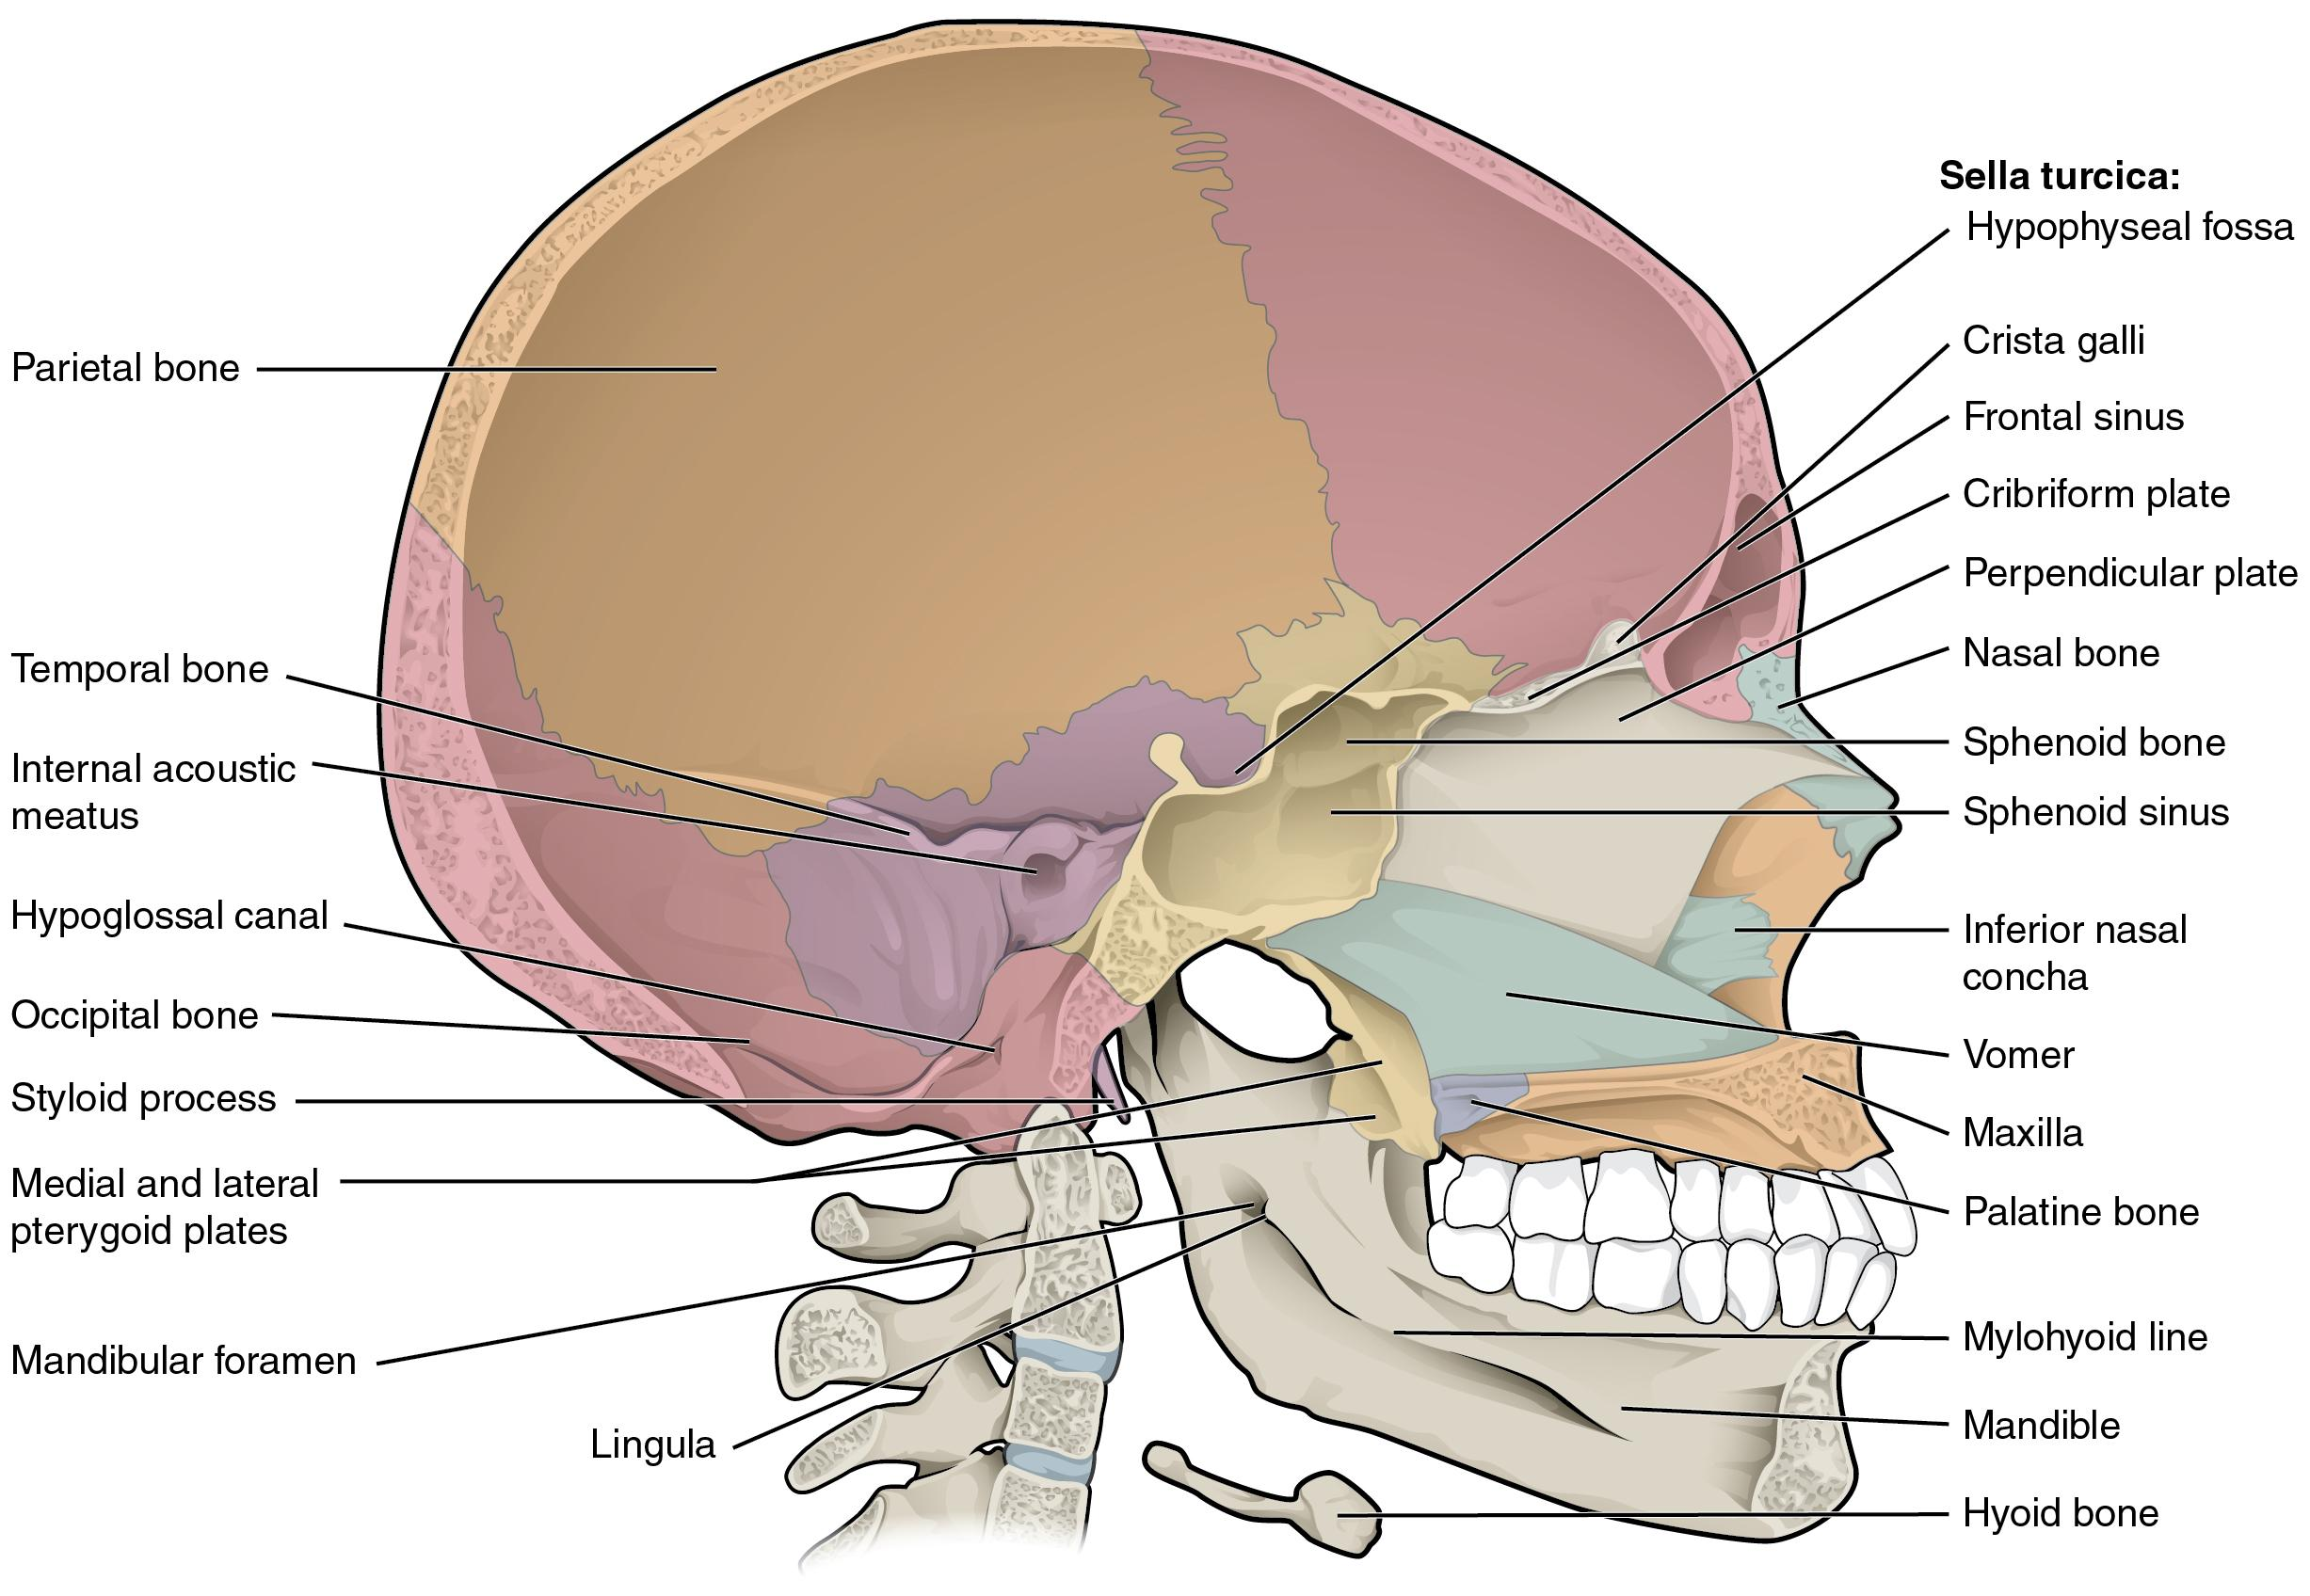 Parietal bone
Temporal bone
Internal acoustic
meatus
Hypoglossal canal
Occipital bone
Styloid process
Medial and lateral
pterygoid plates
Mandibular foramen
Lingula
Sella turcica:
Hypophyseal fossa
Crista galli
Frontal sinus
Cribriform plate
Perpendicular plate
Nasal bone
Sphenoid bone
Sphenoid sinus
Inferior nasal
concha
Vomer
Maxilla
Palatine bone
Mylohyoid line
Mandible
Hyoid bone